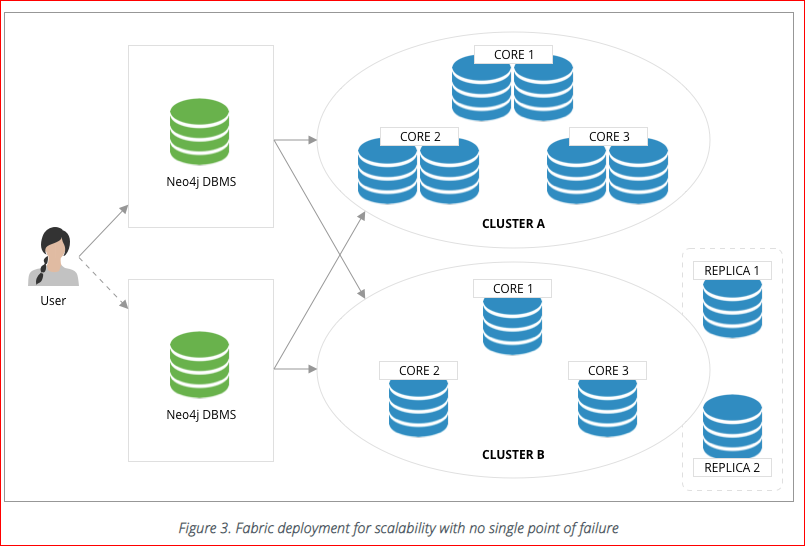 CORE 1
CORE 2
CORE 3
Neo4j DBMS
CLUSTER A
REPLICA 1
User
CORE 1
CORE 2
CORE 3
Neo4j DBMS
CLUSTER B
REPLICA 2
Figure 3. Fabric deployment for scalability with no single point of failure